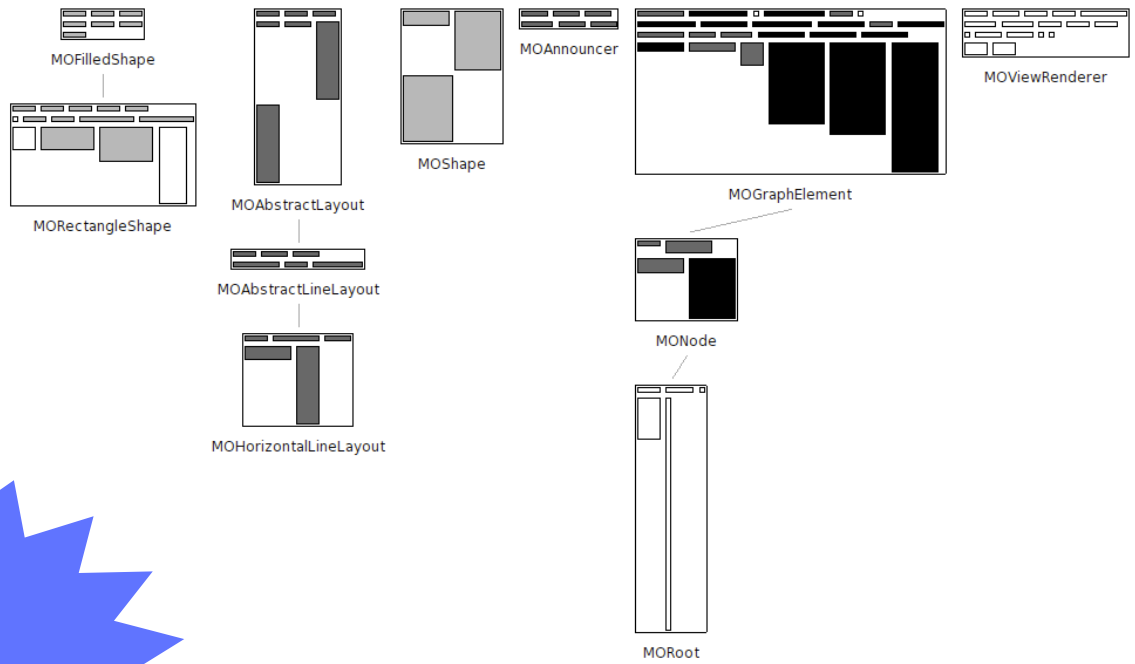 MOFilledShape
MORectangleShape
MOAbstractLayout
MOAbstractLineLayout
MOHorizontalLineLayout
MOShape
MOAnnouncer
MOGraphElement
MONode
MORoot
MOViewRenderer